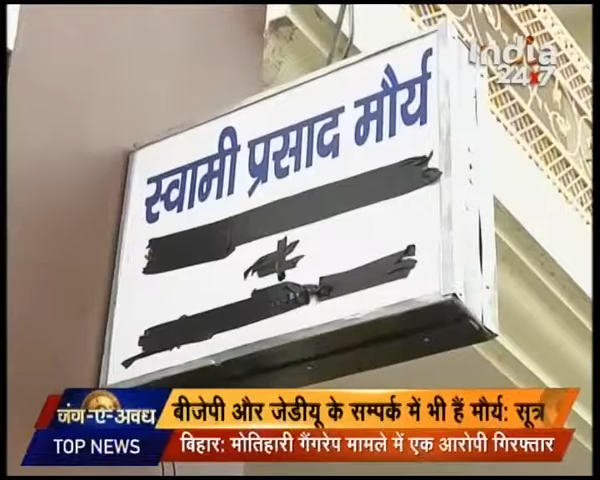 India
24x7
स्वामी प्रसाद मौर्य
जंग-ऐ-अवध
बीजेपी और जेडीयू के सम्पर्क में भी हैं मौर्य: सूत्र
TOP NEWS
बिहार: मोतिहारी गैंगरेप मामले में एक आरोपी गिरफ्तार